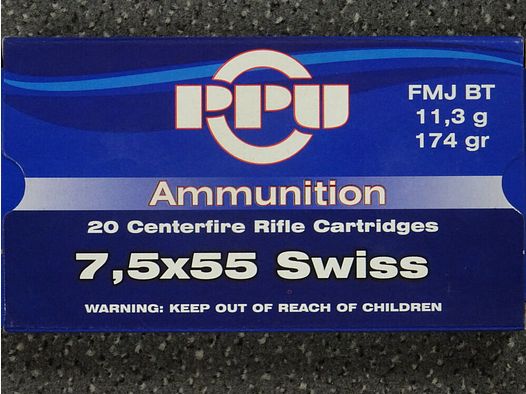 PPU
FMJ BT
11,3 g
174 gr
Ammunition
20 Centerfire Rifle Cartridges
7,5x55 Swiss
WARNING: KEEP OUT OF REACH OF CHILDREN